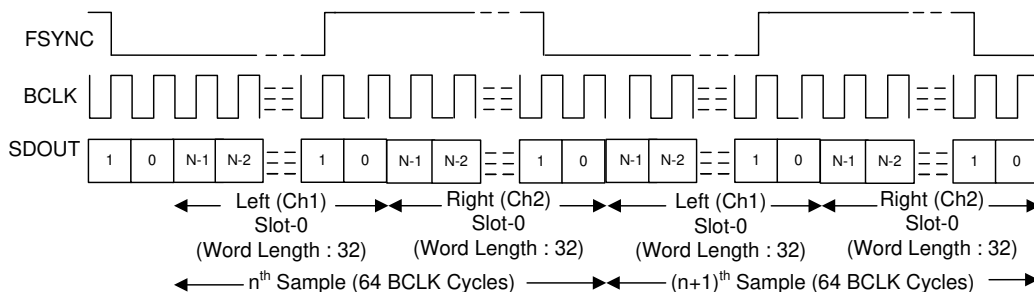 FSYNC
BCLK
SDOUT
1 0 N-1 N-2 1 0 N-1 N-2 1 0 N-1 N-2 1 0 N-1 N-2 1 0
Left (Ch1) Right (Ch2) Left (Ch1) Right (Ch2)
Slot-0 Slot-0 Slot-0 Slot-0
(Word Length : 32) (Word Length : 32) (Word Length : 32) (Word Length : 32)
nth Sample (64 BCLK Cycles) (n+1)th Sample (64 BCLK Cycles)